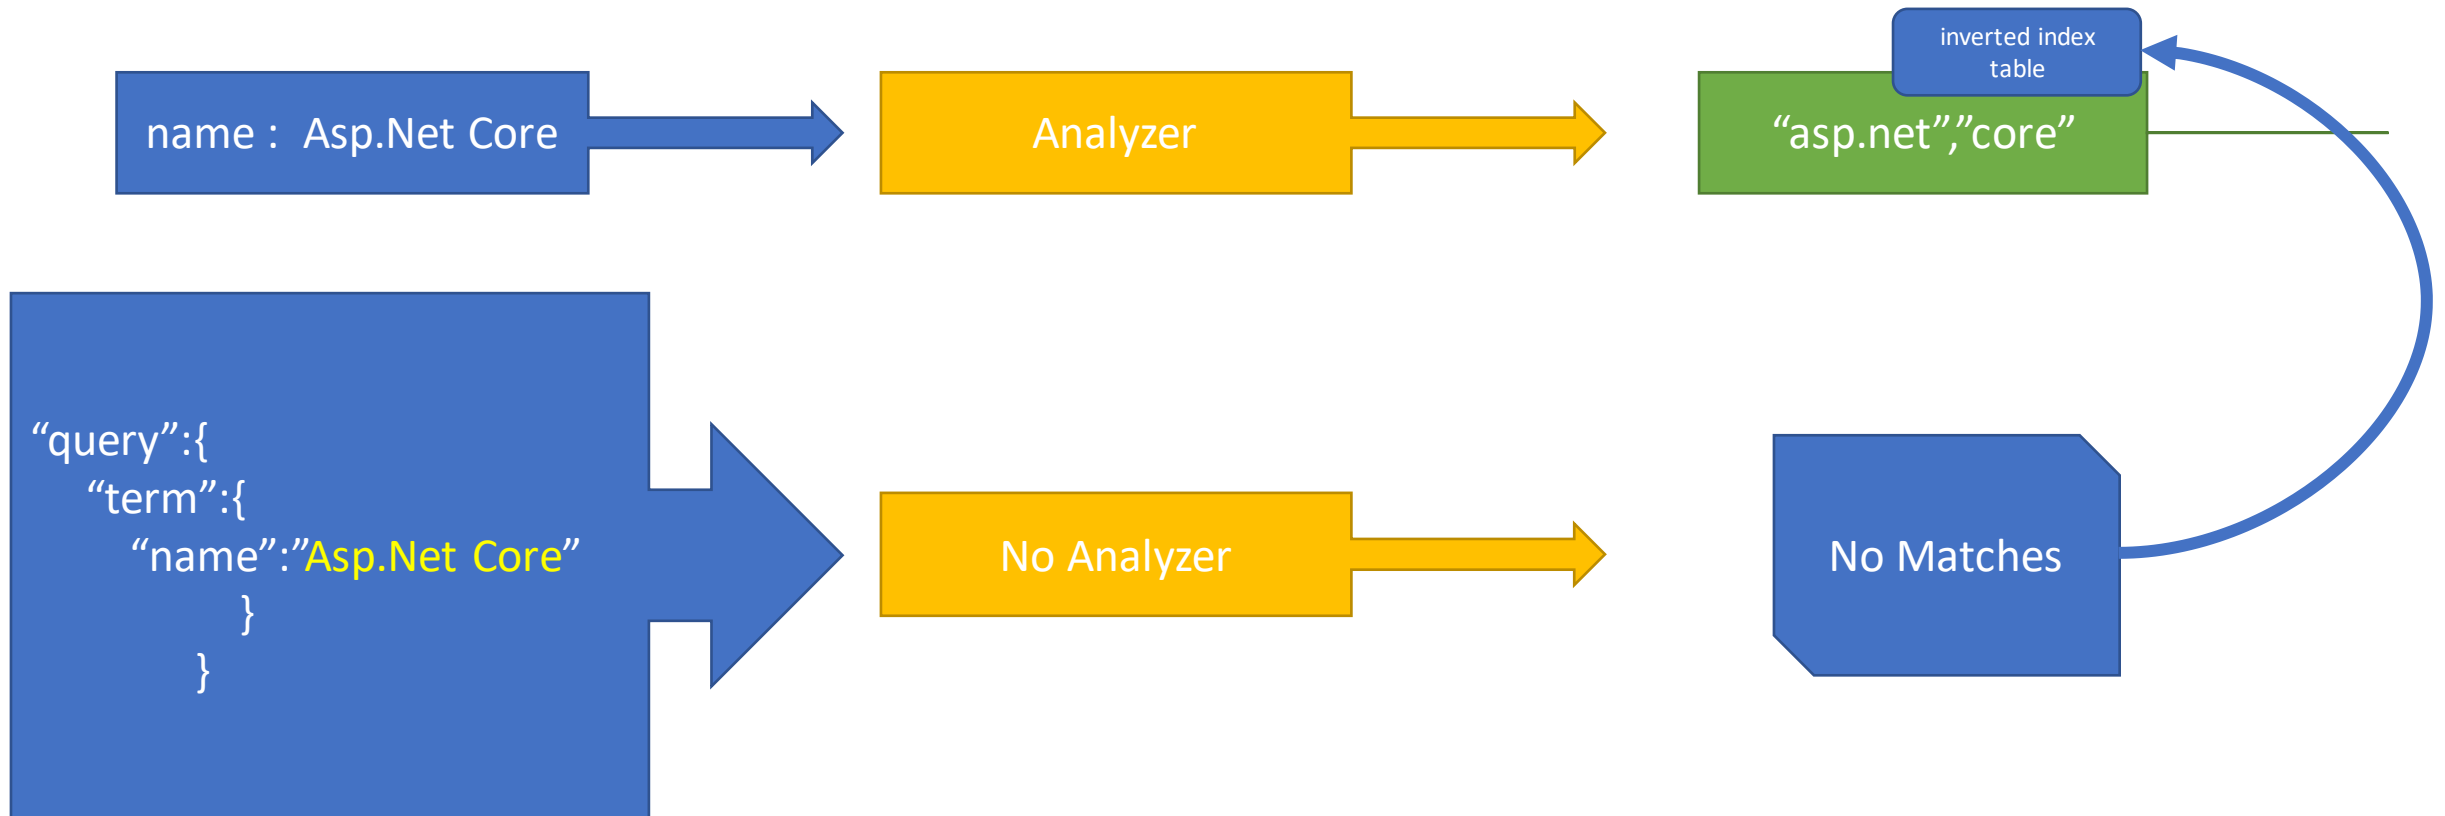 inverted index
table
name :  Asp.Net Core
Analyzer
“asp.net”,”core”
“query”:{
“term”:{
“name”:”Asp.Net Core”
}
}
No Analyzer
No Matches